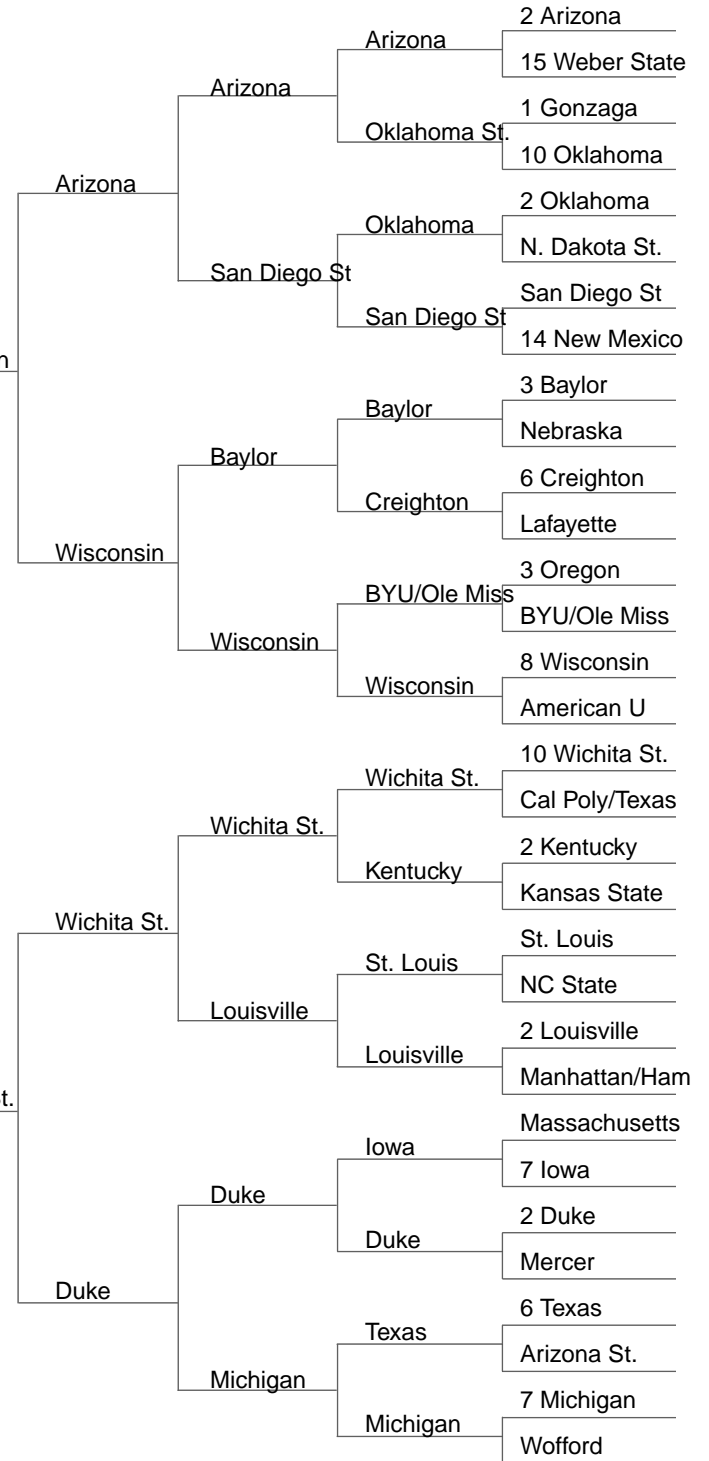 2 Arizona
Arizona
15 Weber State
Arizona
1 Gonzaga
Oklahoma St.
10 Oklahoma
Arizona
2 Oklahoma
Oklahoma
N. Dakota St.
San Diego St
San Diego St
San Diego St
14 New Mexico
n
3 Baylor
Baylor
Nebraska
Baylor
6 Creighton
Creighton
Lafayette
Wisconsin
3 Oregon
BYU/Ole Miss
BYU/Ole Miss
Wisconsin
8 Wisconsin
Wisconsin
American U
10 Wichita St.
Wichita St.
Cal Poly/Texas
Wichita St.
2 Kentucky
Kentucky
Kansas State
Wichita St.
St. Louis
St. Louis
NC State
Louisville
2 Louisville
Louisville
Manhattan/Ham
t.
Massachusetts
Iowa
7 Iowa
Duke
2 Duke
Duke
Mercer
Duke
6 Texas
Texas
Arizona St.
Michigan
7 Michigan
Michigan
Wofford